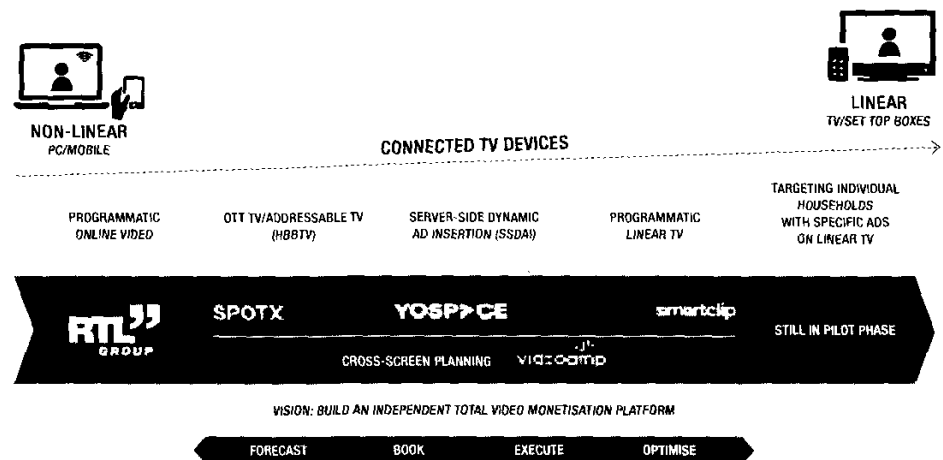 NON-LINEAR
PC/MOBILE
LINEAR
TV/SET TOP BOXES
CONNECTED TV DEVICES
PROGRAMMATIC
ONLINE VIDEO
OTT TV/ADDRESSABLE TV
(HBBTV)
SERVER-SIDE DYNAMIC
AD INSERTION (SSDAI)
PROGRAMMATIC
LINEAR TV
TARGETING INDIVIDUAL
HOUSEHOLDS
WITH SPECIFIC ADS
ON LINEAR TV
RTL
GROUP
SPOTX
YOSP>CE
smartclip
CROSS-SCREEN PLANNING
videoamp
STILL IN PILOT PHASE
VISION: BUILD AN INDEPENDENT TOTAL VIDEO MONETISATION PLATFORM
FORECAST
BOOK
EXECUTE
OPTIMISE